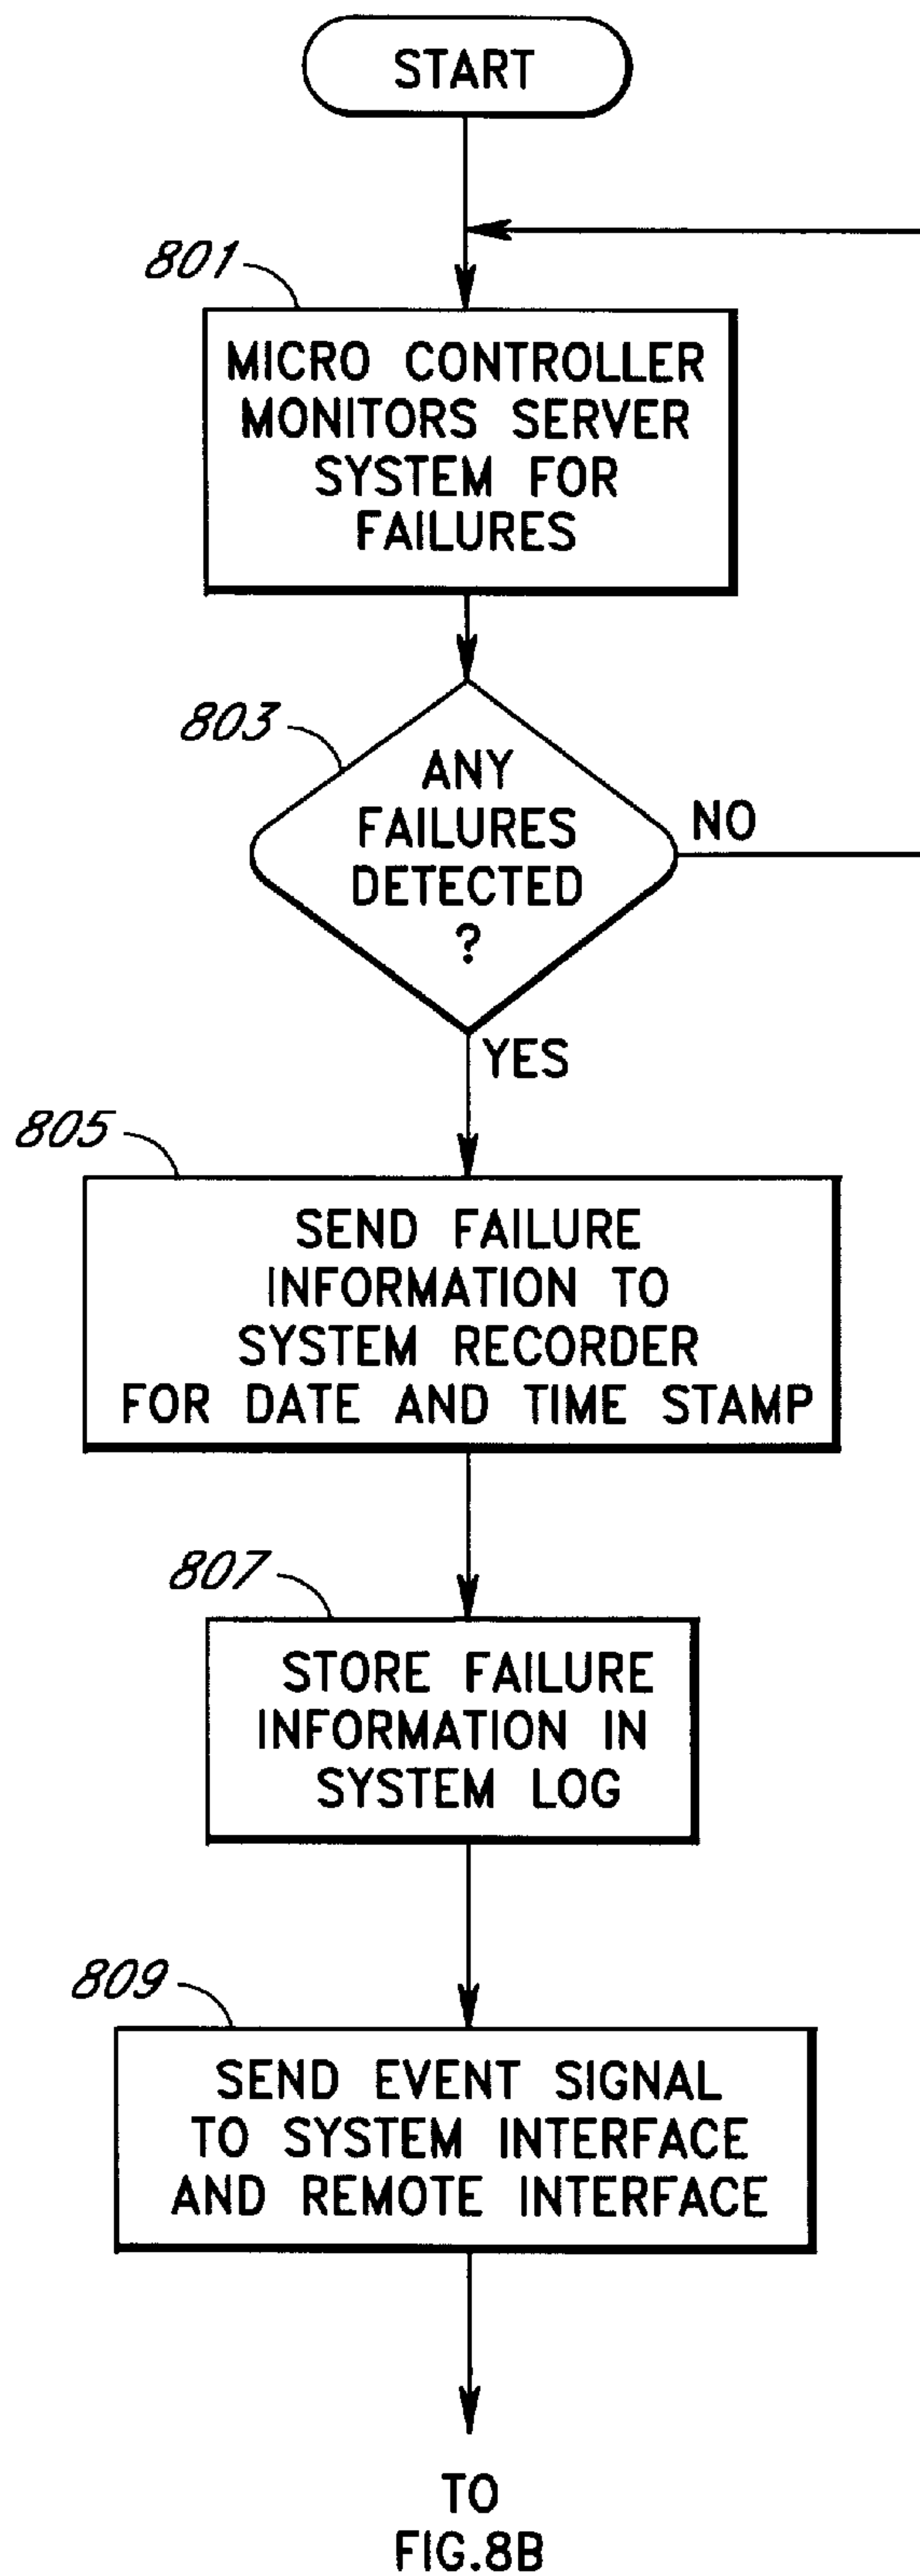 START
801
MICRO CONTROLLER
MONITORS SERVER
SYSTEM FOR
FAILURES
803
ANY
FAILURES
DETECTED
?
NO
YES
805
SEND FAILURE
INFORMATION TO
SYSTEM RECORDER
FOR DATE AND TIME STAMP
807
STORE FAILURE
INFORMATION IN
SYSTEM LOG
809
SEND EVENT SIGNAL
TO SYSTEM INTERFACE
AND REMOTE INTERFACE
TO
FIG.8B